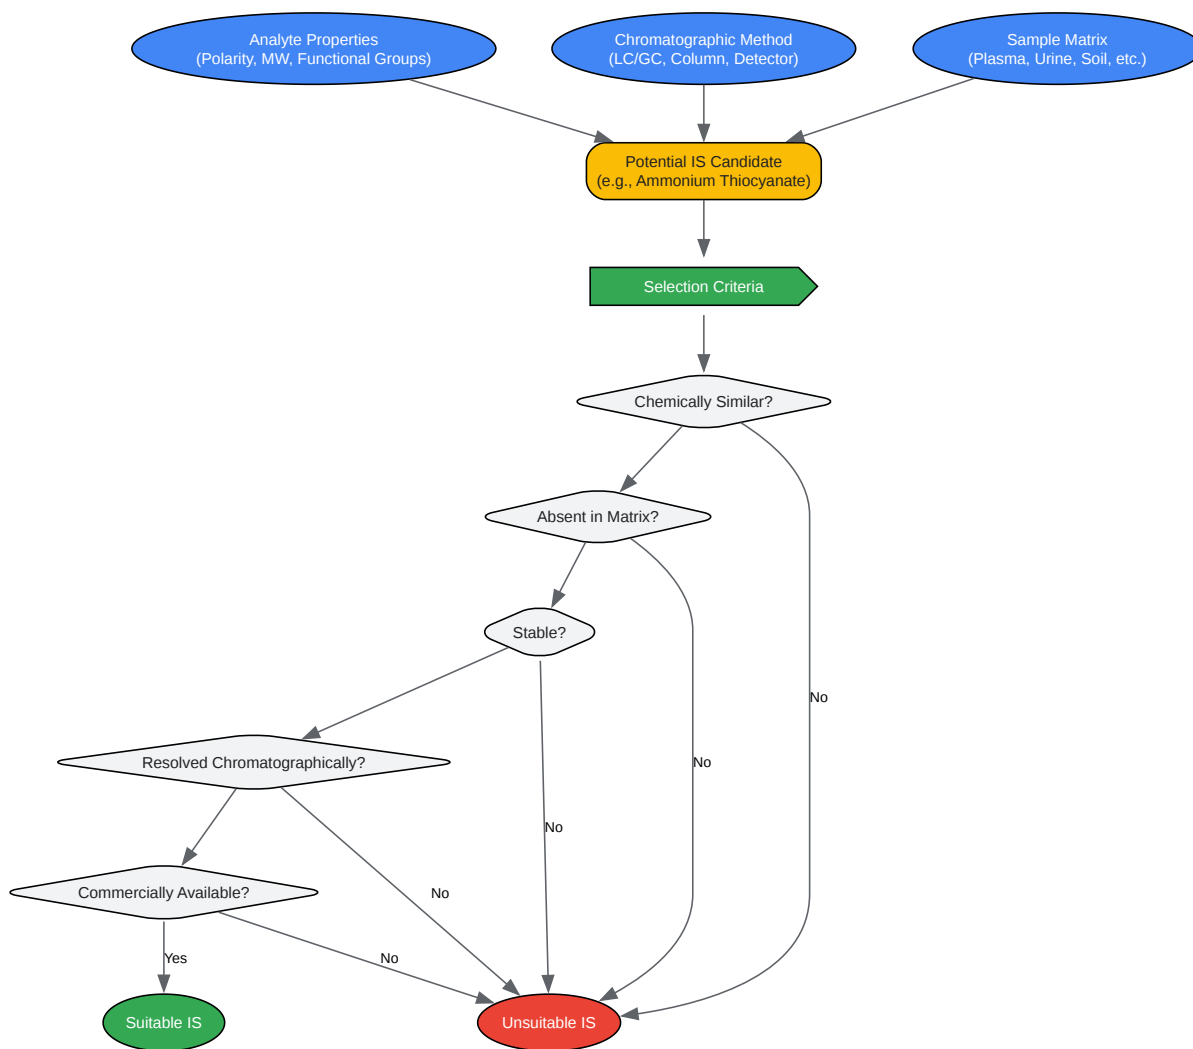 Analyte Properties
(Polarity, MW, Functional Groups)
Chromatographic Method
(LC/GC, Column, Detector)
Sample Matrix
(Plasma, Urine, Soil, etc.)
Potential IS Candidate
(e.g., Ammonium Thiocyanate)
Selection Criteria
Chemically Similar?
Absent in Matrix?
Stable?
No
Resolved Chromatographically?
No
No
Commercially Available?
No
Yes
No
Suitable IS
Unsuitable IS